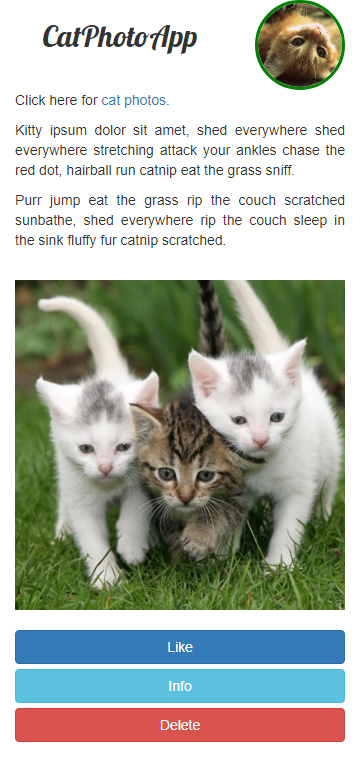 CatPhotoApp
Click here for cat photos.
Kitty ipsum dolor sit amet, shed everywhere shed
everywhere stretching attack your ankles chase the
red dot, hairball run catnip eat the grass sniff.
Purr jump eat the grass rip the couch scratched
sunbathe, shed everywhere rip the couch sleep in
the sink fluffy fur catnip scratched.
Like
Info
Delete